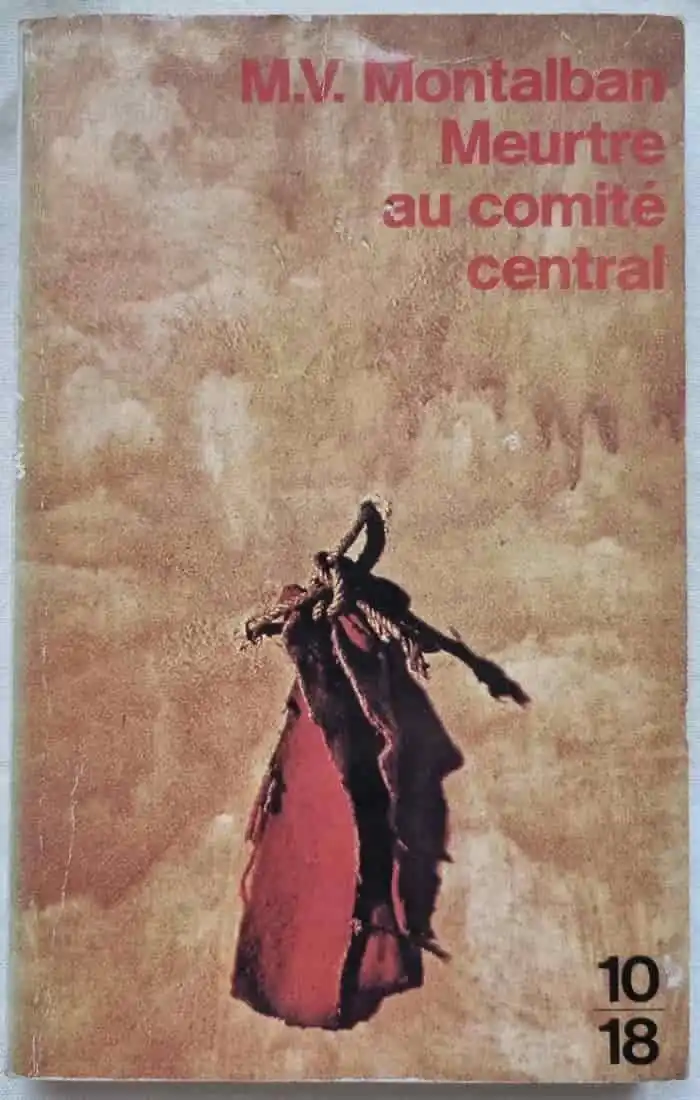 M.V. Montalban
Meurtre
au comité
central
10
18